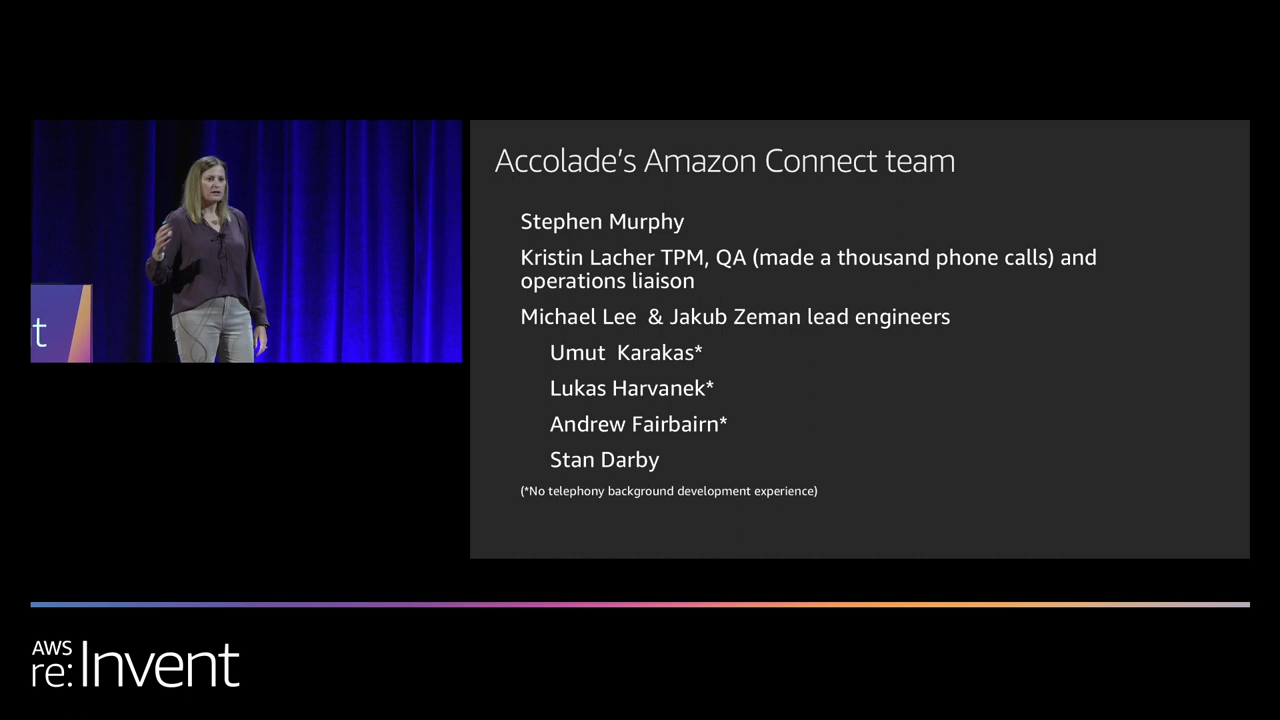 t
Accolade's Amazon Connect team
Stephen Murphy
Kristin Lacher TPM, QA (made a thousand phone calls) and
operations liaison
Michael Lee & Jakub Zeman lead engineers
Umut Karakas*
Lukas Harvanek*
Andrew Fairbairn*
Stan Darby
(*No telephony background development experience)
AWS
re:Invent